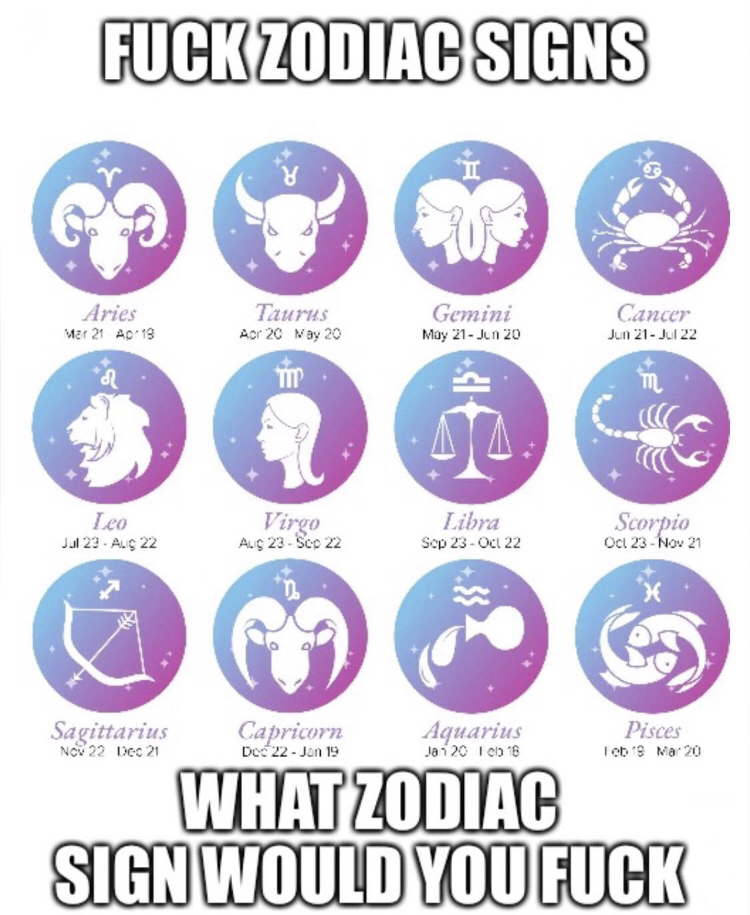 FUCK ZODIAC SIGNS
Aries Taurus Gemini Cancer
Mar 21 - Apr 19 Apr 20 - May 20 May 21 - Jun 20 Jun 21 - Jul 22
Leo Virgo Libra Scorpio
Jul 23 - Aug 22 Aug 23 - Sep 22 Sep 23 - Oct 22 Oct 23 - Nov 21
Sagittarius Capricorn Aquarius Pisces
Nov 22 - Dec 21 Dec 22 - Jan 19 Jan 20 - Feb 18 Feb 19 - Mar 20
WHAT ZODIAC
SIGN WOULD YOU FUCK